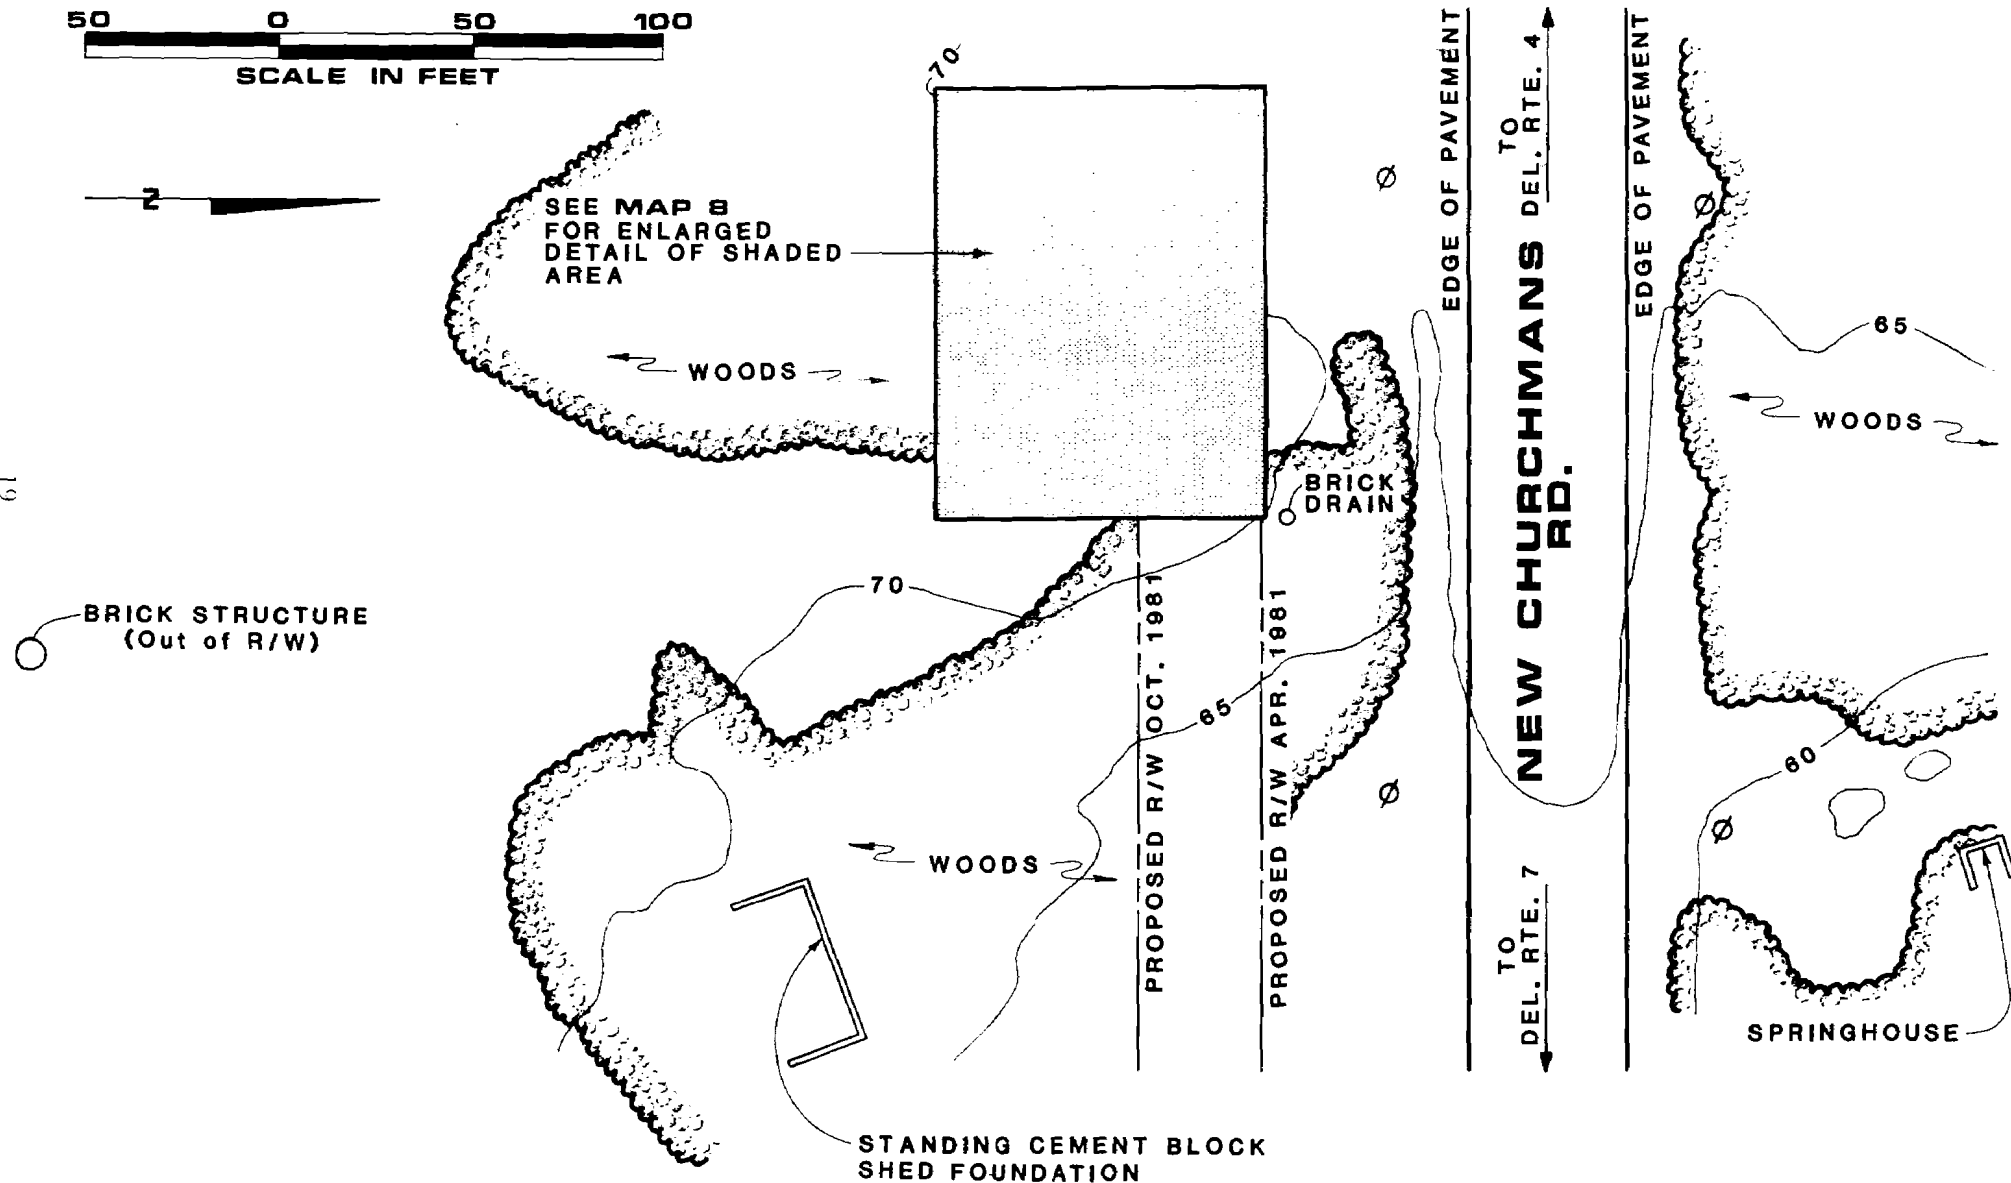 50 0 50 100
SCALE IN FEET
N
SEE MAP 8
FOR ENLARGED
DETAIL OF SHADED
AREA
70
WOODS
EDGE OF PAVEMENT
TO
DEL. RTE. 4
EDGE OF PAVEMENT
65
WOODS
NEW CHURCHMANS
RD.
BRICK
DRAIN
19
BRICK STRUCTURE
(Out of R/W)
70
PROPOSED R/W OCT. 1981
PROPOSED R/W APR. 1981
65
60
WOODS
TO
DEL. RTE. 7
SPRINGHOUSE
STANDING CEMENT BLOCK
SHED FOUNDATION